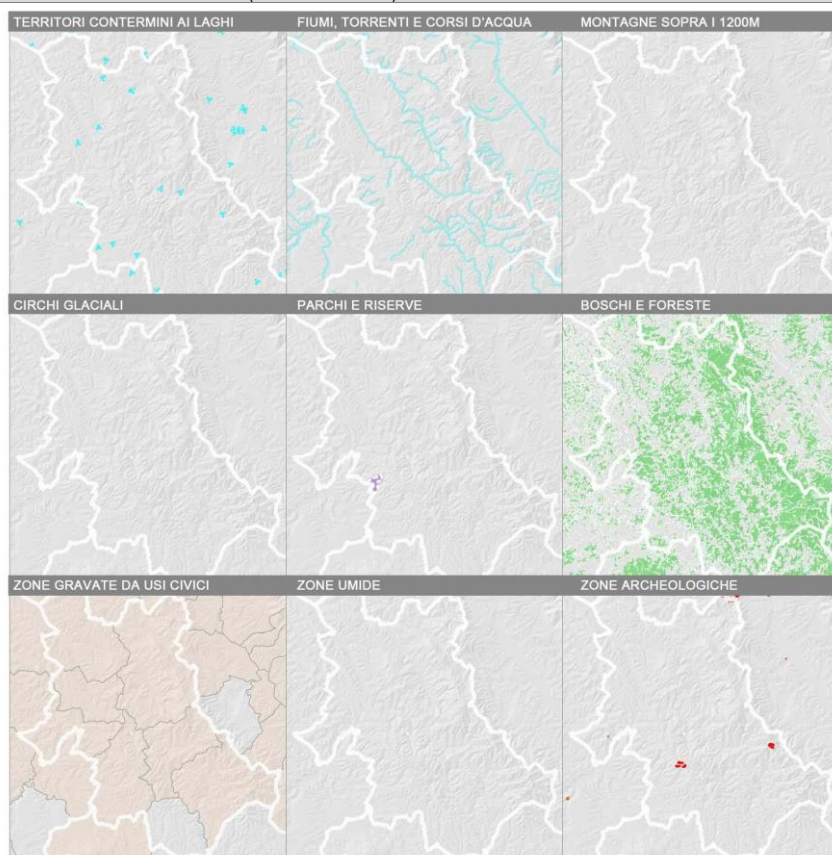 TERRITORI CONTERMINI AI LAGHI
FIUMI, TORRENTI E CORSI D'ACQUA
MONTAGNE SOPRA I 1200M
CIRCHI GLACIALI
PARCHI E RISERVE
BOSCHI E FORESTE
ZONE GRAVATE DA USI CIVICI
ZONE UMIDE
ZONE ARCHEOLOGICHE